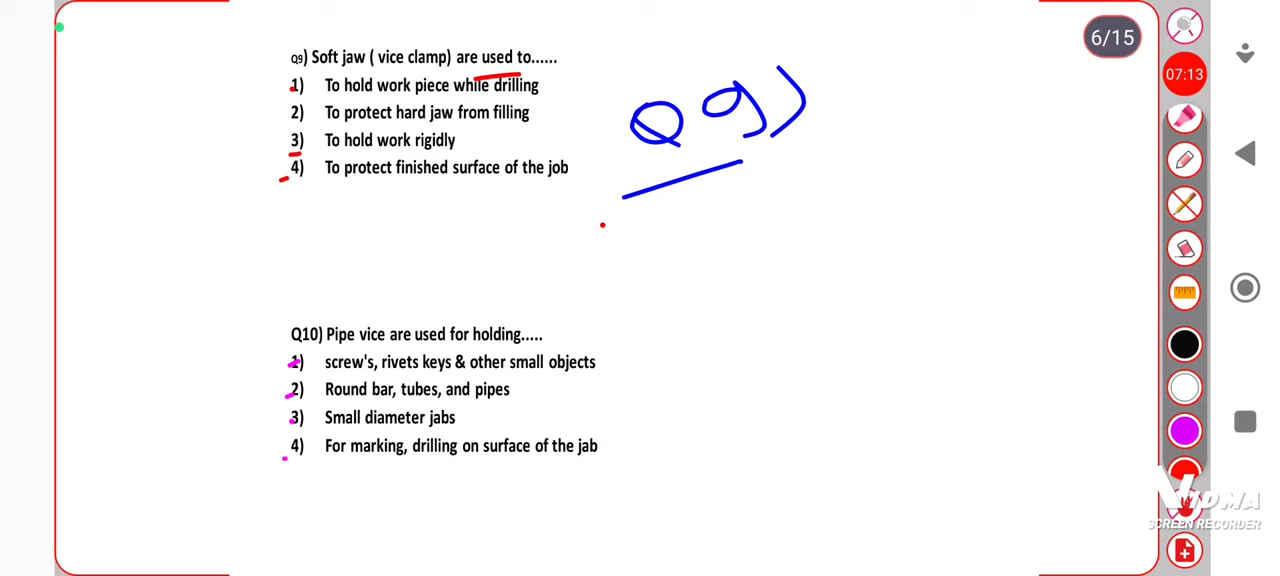 6/15
Q9) Soft jaw ( vice clamp) are used to......
1) To hold work piece while drilling
2) To protect hard jaw from filling
3) To hold work rigidly
4) To protect finished surface of the job
Q9)
07:13
Q10) Pipe vice are used for holding.....
1) screw's, rivets keys & other small objects
2) Round bar, tubes, and pipes
3) Small diameter jabs
4) For marking, drilling on surface of the jab
VIDMA
SCREEN RECORDER